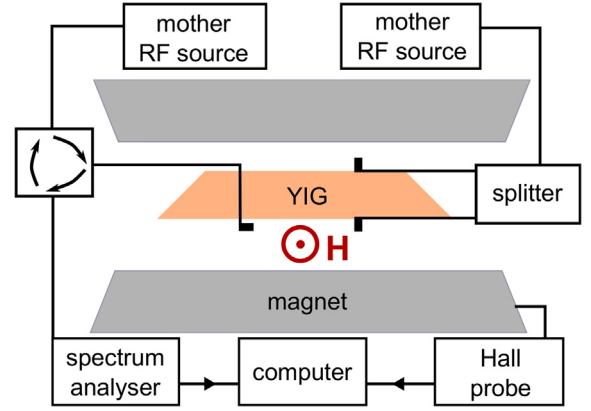 mother
RF source
mother
RF source
YIG
splitter
H
magnet
spectrum
analyser
computer
Hall
probe